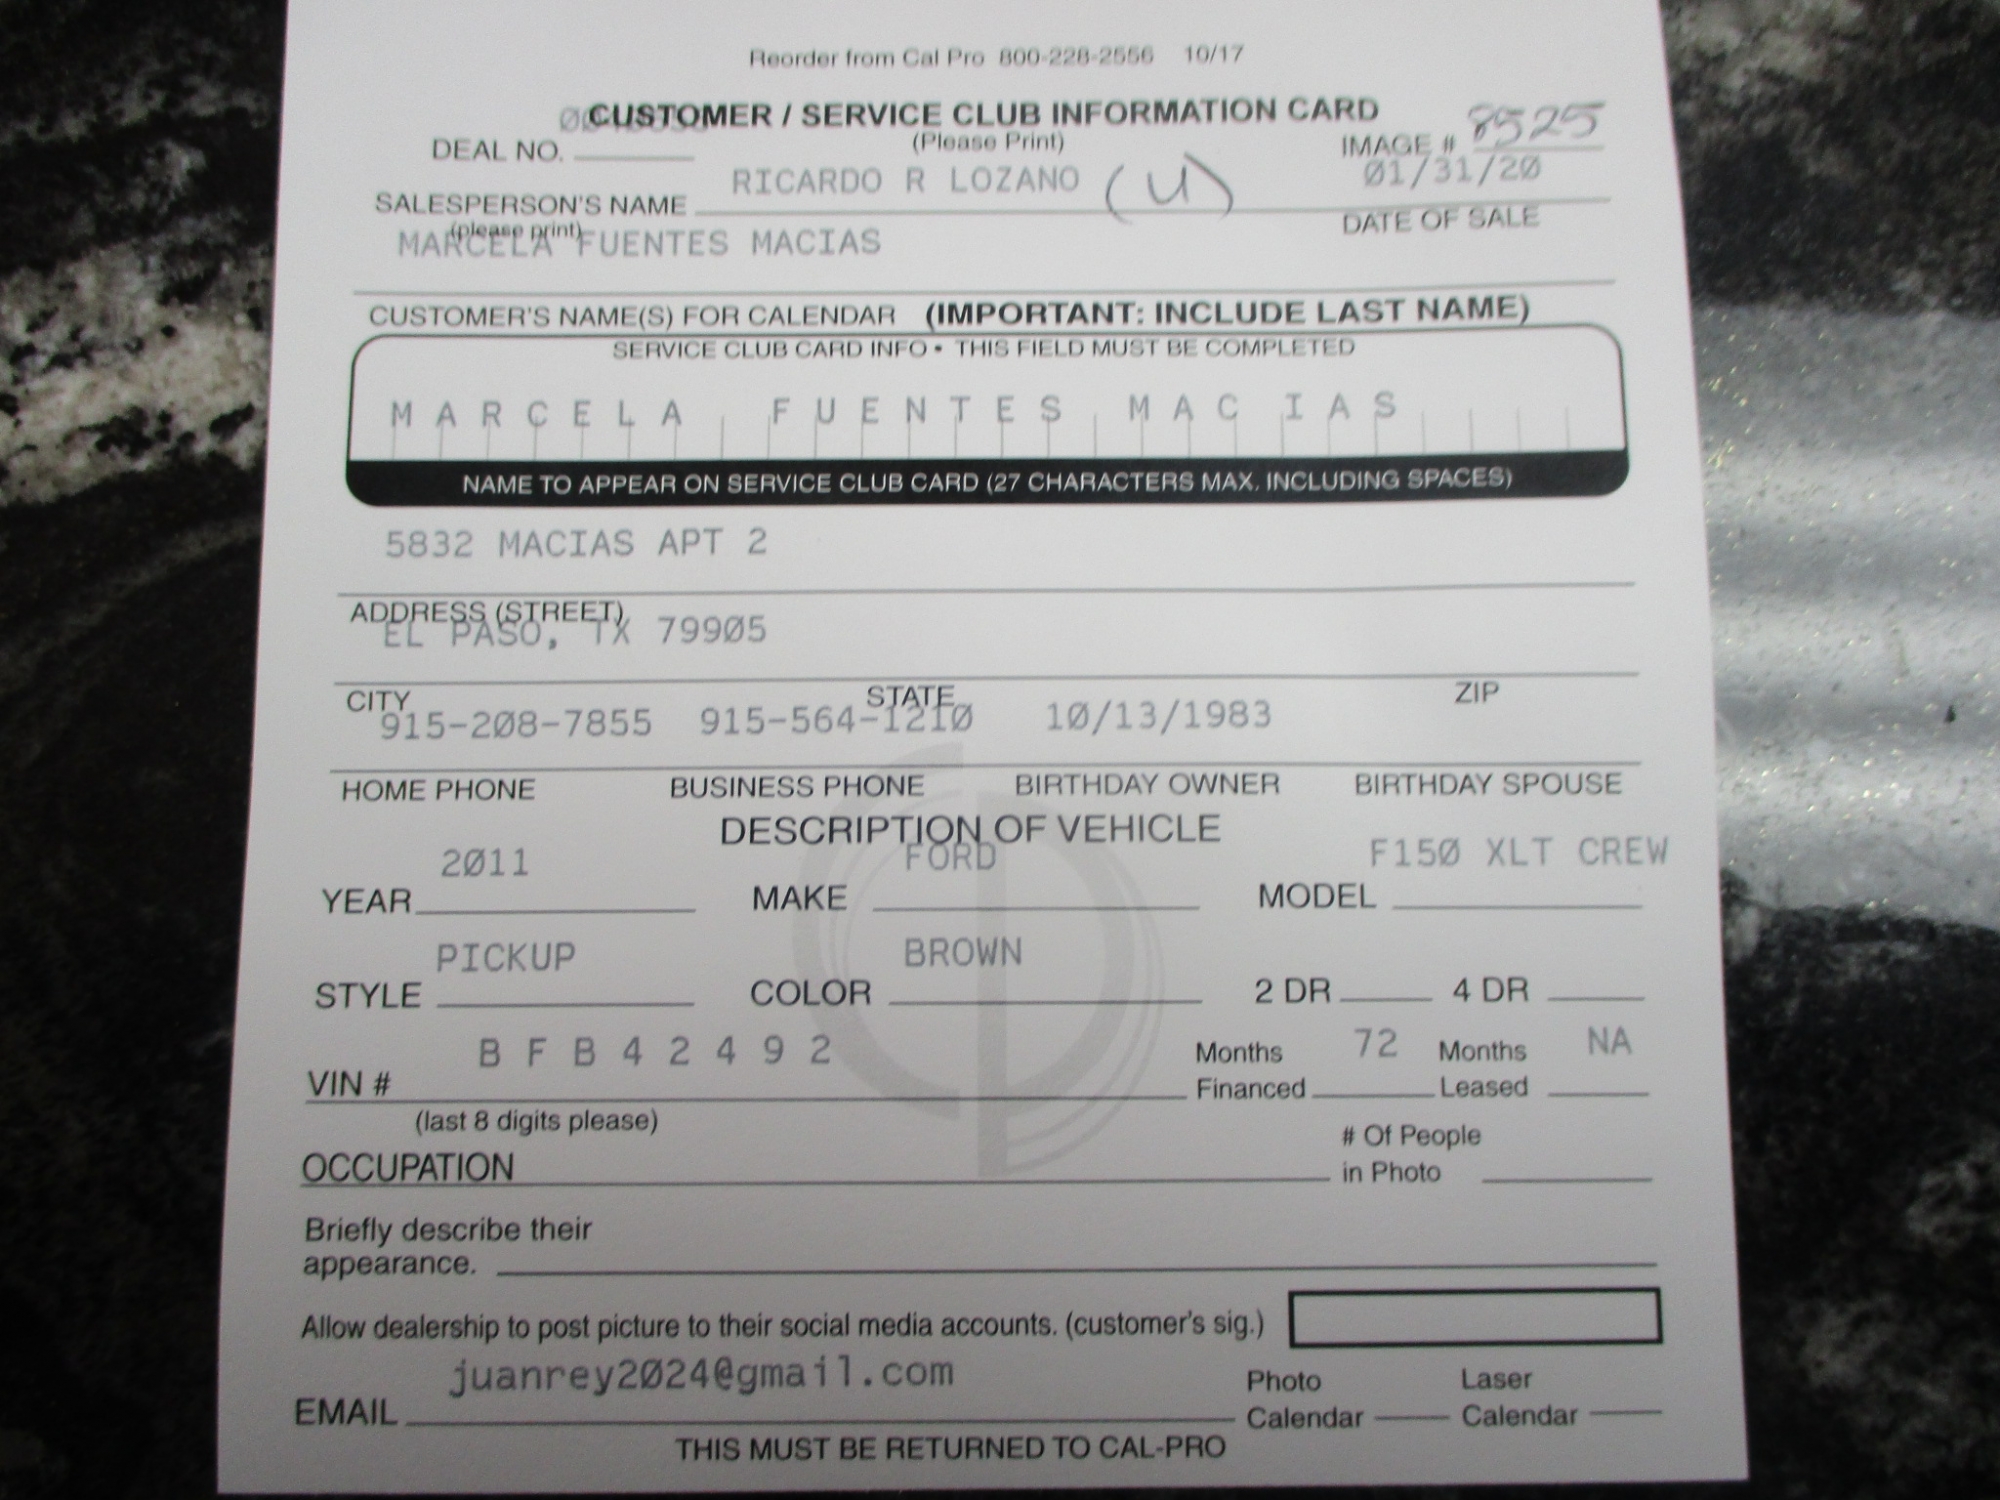 Reorder from Cal Pro 800-228-2556 10/17
CUSTOMER / SERVICE CLUB INFORMATION CARD
(Please Print)
DEAL NO.
IMAGE # 8525
RICARDO R LOZANO (U)
01/31/20
SALESPERSON'S NAME
(please print)
DATE OF SALE
MARCELA FUENTES MACIAS
CUSTOMER'S NAME(S) FOR CALENDAR (IMPORTANT: INCLUDE LAST NAME)
SERVICE CLUB CARD INFO • THIS FIELD MUST BE COMPLETED
MARCELA FUENTES MACIAS
NAME TO APPEAR ON SERVICE CLUB CARD (27 CHARACTERS MAX. INCLUDING SPACES)
5832 MACIAS APT 2
ADDRESS (STREET)
EL PASO, TX 79905
CITY STATE ZIP
915-208-7855 915-564-1210 10/13/1983
HOME PHONE BUSINESS PHONE BIRTHDAY OWNER BIRTHDAY SPOUSE
DESCRIPTION OF VEHICLE
2011 FORD F150 XLT CREW
YEAR MAKE MODEL
PICKUP BROWN
STYLE COLOR 2 DR 4 DR
BFB42492
VIN #
(last 8 digits please)
Months Financed 72 Months Leased NA
OCCUPATION
# Of People
in Photo
Briefly describe their
appearance.
Allow dealership to post picture to their social media accounts. (customer's sig.)
juanrey2024@gmail.com
EMAIL
Photo Calendar
Laser Calendar
THIS MUST BE RETURNED TO CAL-PRO